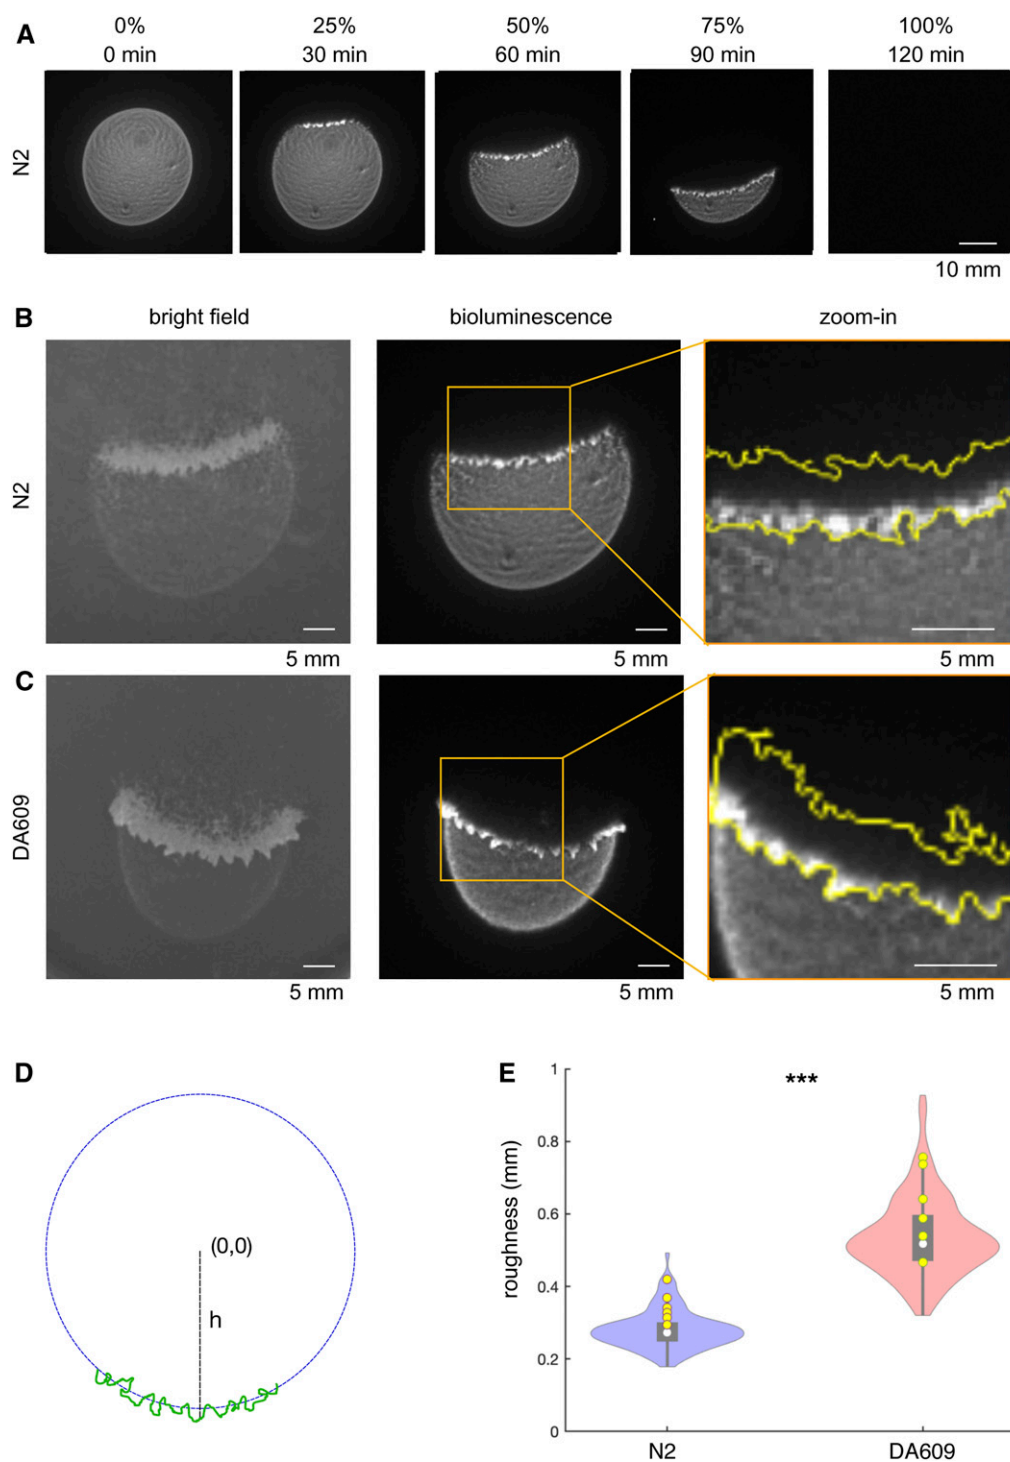 A
0% 25% 50% 75% 100%
0 min 30 min 60 min 90 min 120 min
N2
10 mm
B bright field bioluminescence zoom-in
N2
5 mm 5 mm 5 mm
C
DA609
5 mm 5 mm 5 mm
D
(0,0)
h
E
***
1
0.8
0.6
0.4
0.2
0
roughness (mm)
N2 DA609